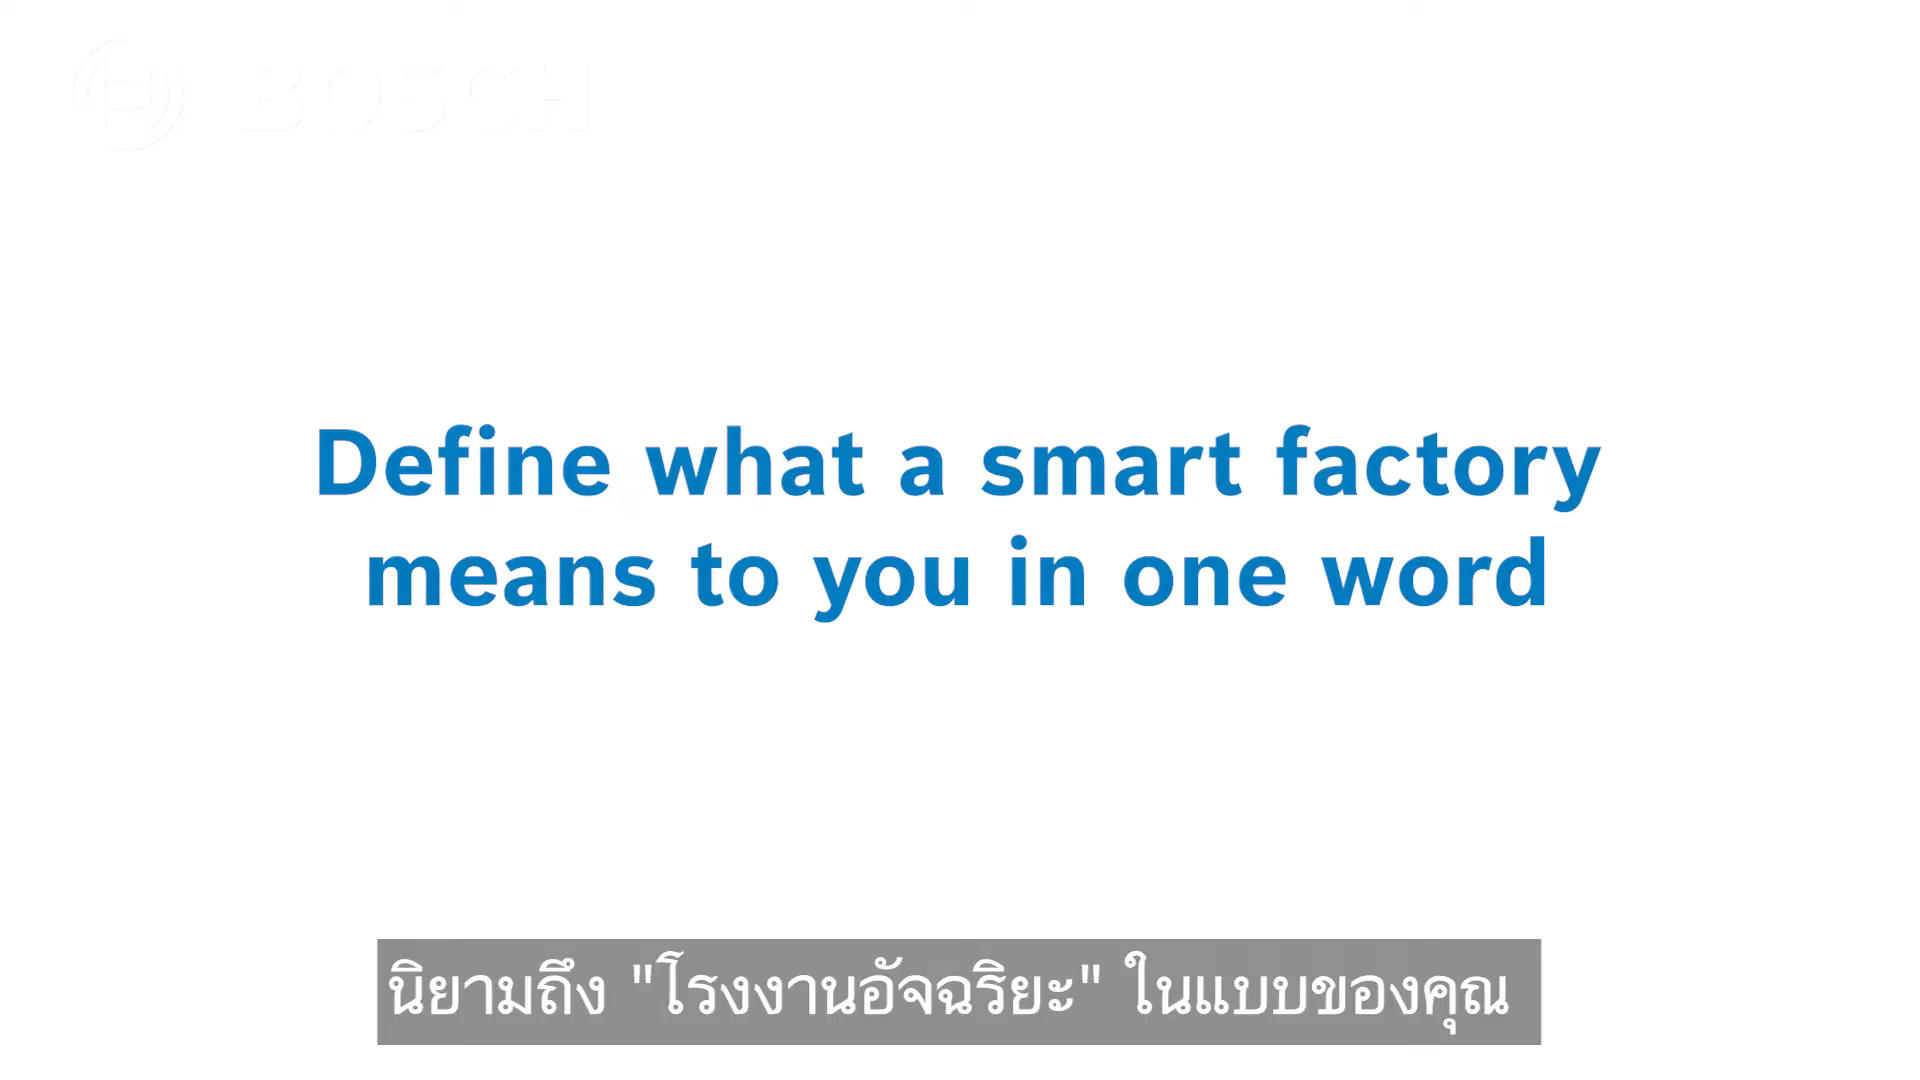 BOSCH
Define what a smart factory
means to you in one word
นิยามถึง "โรงงานอัจฉริยะ" ในแบบของคุณ